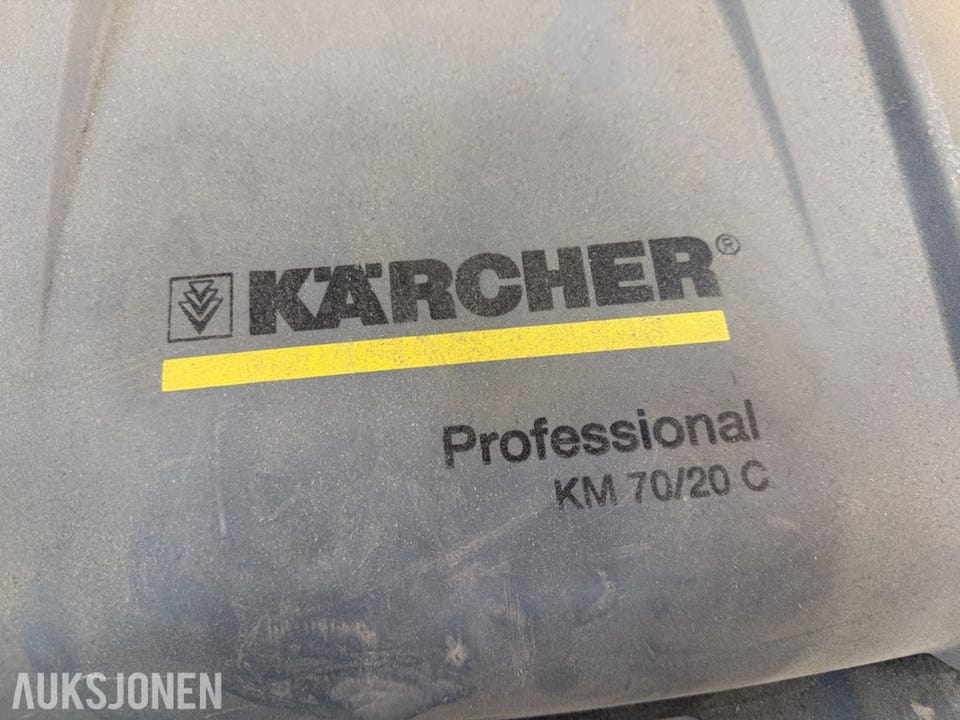 KÄRCHER®
Professional
KM 70/20 C
AUKSJONEN